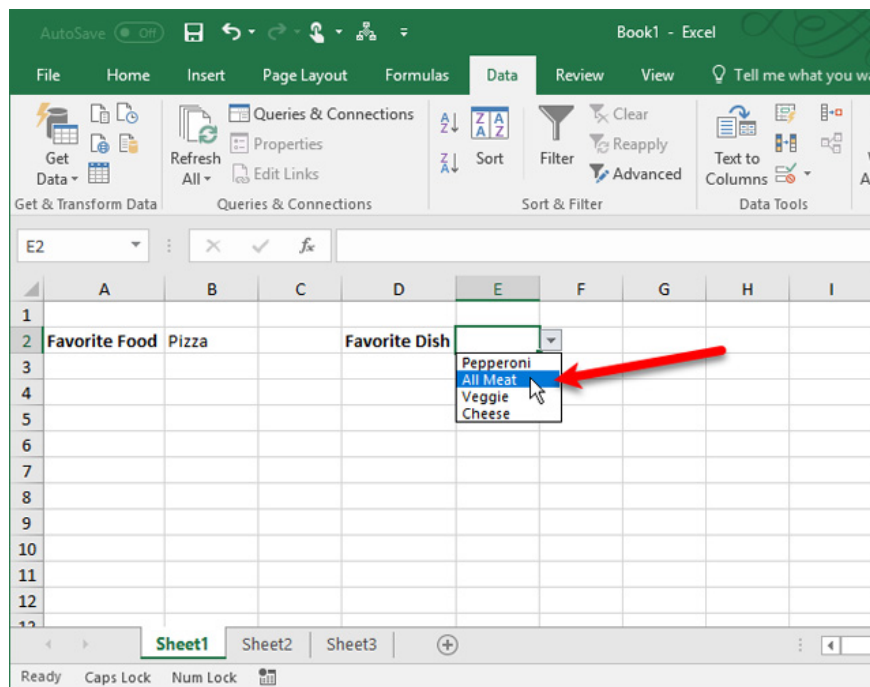 AutoSave Off Book1 - Excel
File Home Insert Page Layout Formulas Data Review View Tell me what you
Get Data
Refresh All
Queries & Connections
Properties
Edit Links
Sort
Filter
Clear
Reapply
Advanced
Text to Columns
Get & Transform Data Queries & Connections Sort & Filter Data Tools
E2 fx
A B C D E F G H I
1
2 Favorite Food Pizza Favorite Dish
3 Pepperoni
All Meat
4 Veggie
5 Cheese
6
7
8
9
10
11
12
Sheet1 Sheet2 Sheet3
Ready Caps Lock Num Lock